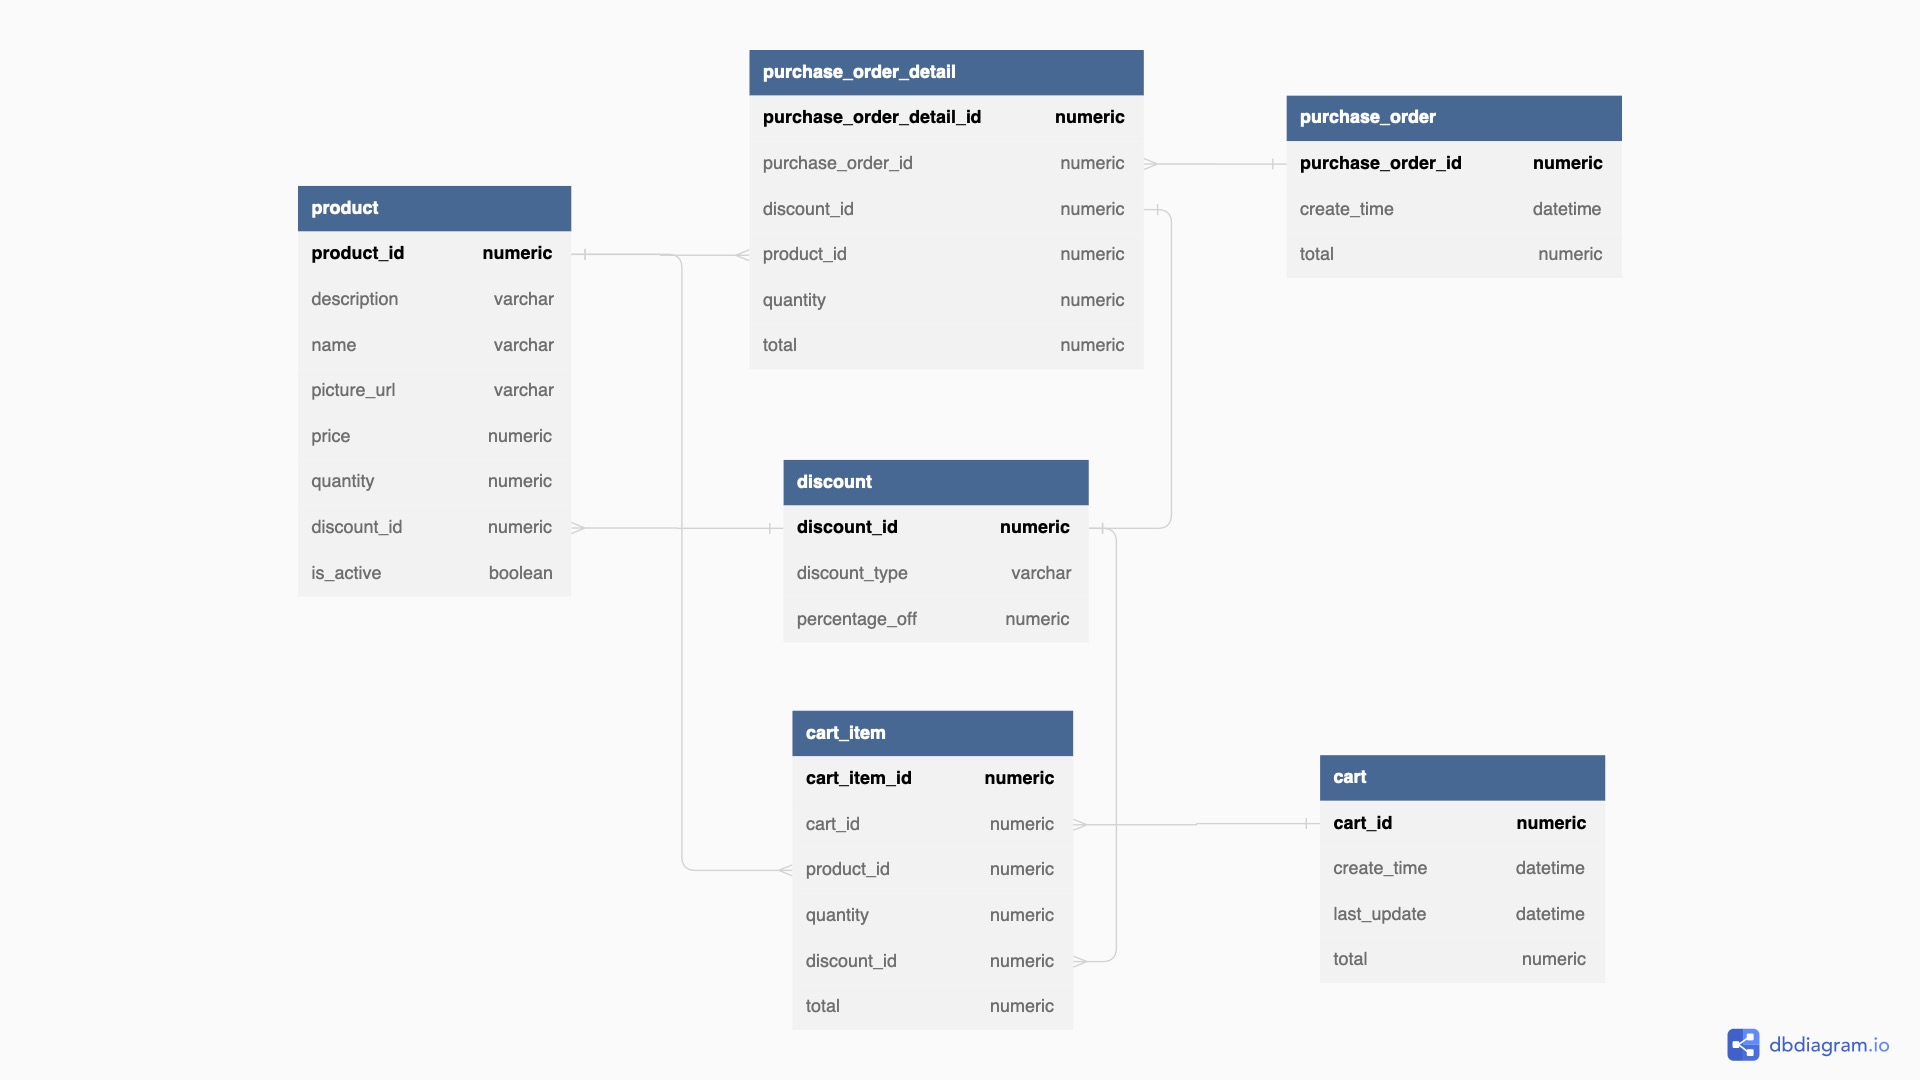 purchase_order_detail
purchase_order_detail_id numeric
purchase_order_id numeric
discount_id numeric
product_id numeric
quantity numeric
total numeric
purchase_order
purchase_order_id numeric
create_time datetime
total numeric
product
product_id numeric
description varchar
name varchar
picture_url varchar
price numeric
quantity numeric
discount_id numeric
is_active boolean
discount
discount_id numeric
discount_type varchar
percentage_off numeric
cart_item
cart_item_id numeric
cart_id numeric
product_id numeric
quantity numeric
discount_id numeric
total numeric
cart
cart_id numeric
create_time datetime
last_update datetime
total numeric
dbdiagram.io